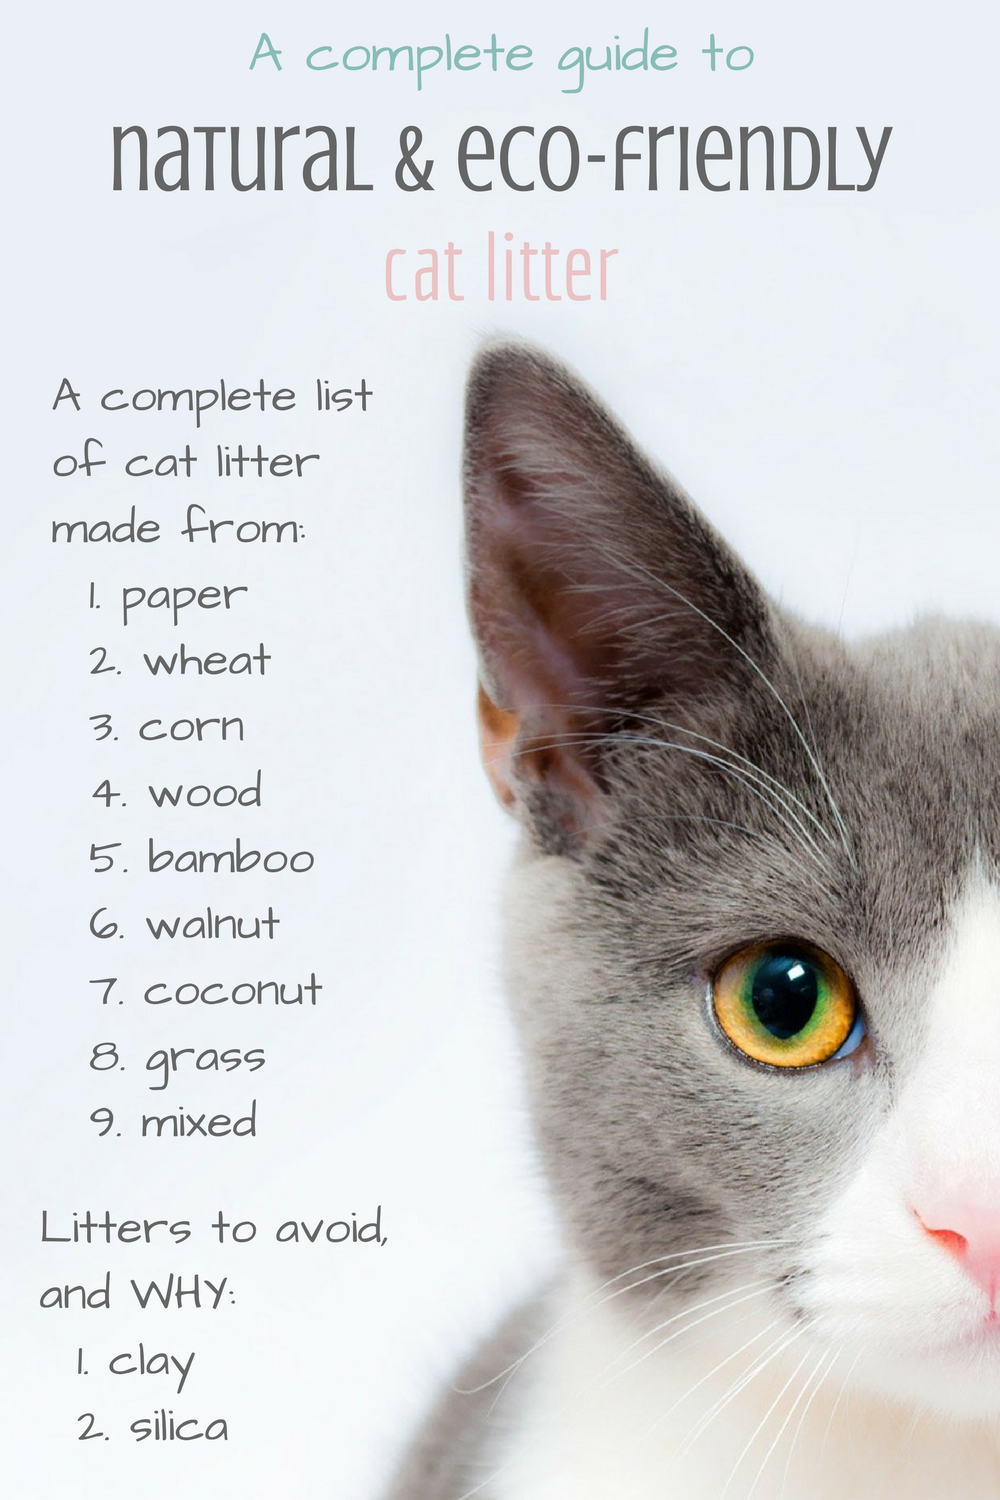 A complete guide to
natural & eco-friendly
cat litter
A complete list
of cat litter
made from:
1. paper
2. wheat
3. corn
4. wood
5. bamboo
6. walnut
7. coconut
8. grass
9. mixed
Litters to avoid,
and WHY:
1. clay
2. silica